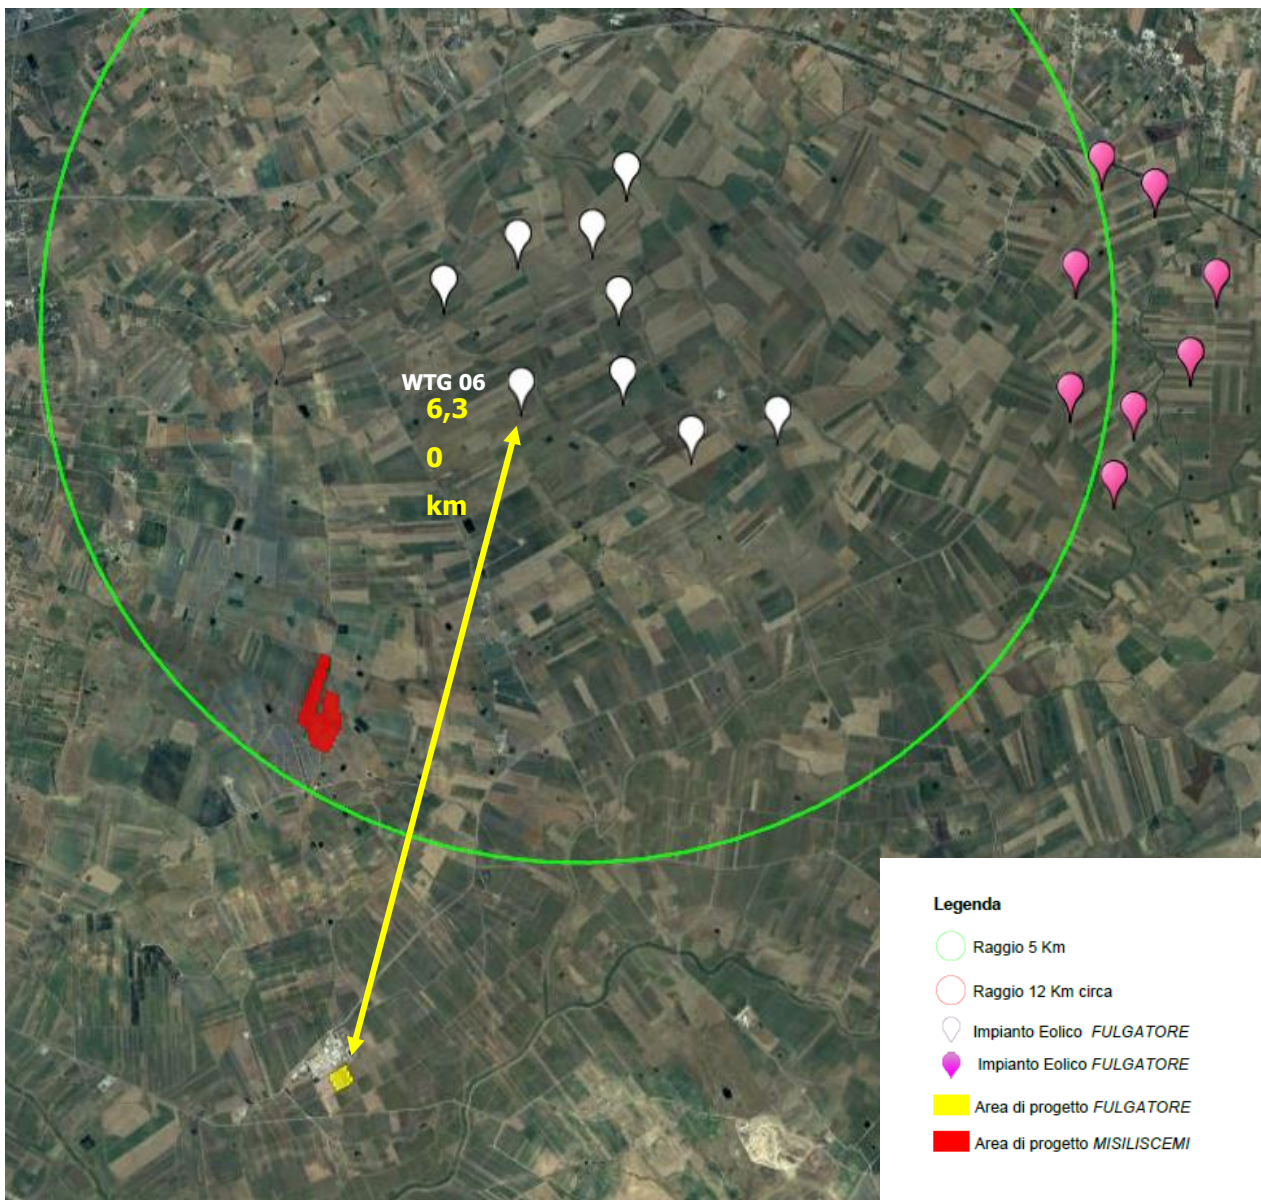 WTG 06
6,3
0
km
Legenda
Raggio 5 Km
Raggio 12 Km circa
Impianto Eolico FULGATORE
Impianto Eolico FULGATORE
Area di progetto FULGATORE
Area di progetto MISILISCEMI